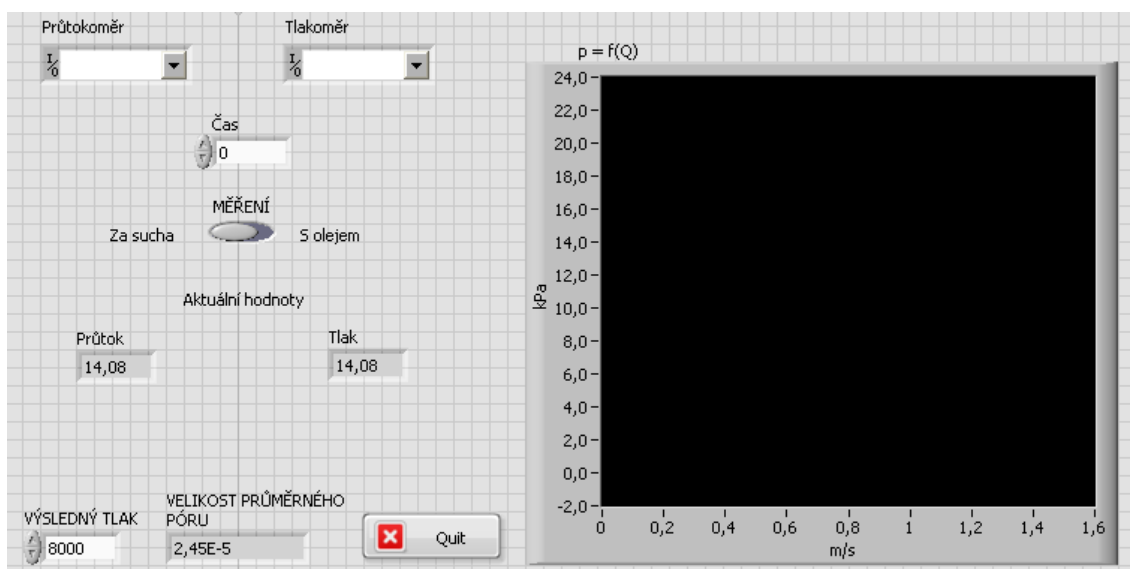 Průtokoměr
Tlakoměr
I/O
I/O
Čas
0
MĚŘENÍ
Za sucha
S olejem
Aktuální hodnoty
Průtok
Tlak
14,08
14,08
VÝSLEDNÝ TLAK
8000
VELIKOST PRŮMĚRNÉHO
PÓRU
2,45E-5
Quit
p = f(Q)
24,0
22,0
20,0
18,0
16,0
14,0
12,0
10,0
8,0
6,0
4,0
2,0
0,0
-2,0
kPa
0 0,2 0,4 0,6 0,8 1 1,2 1,4 1,6
m/s